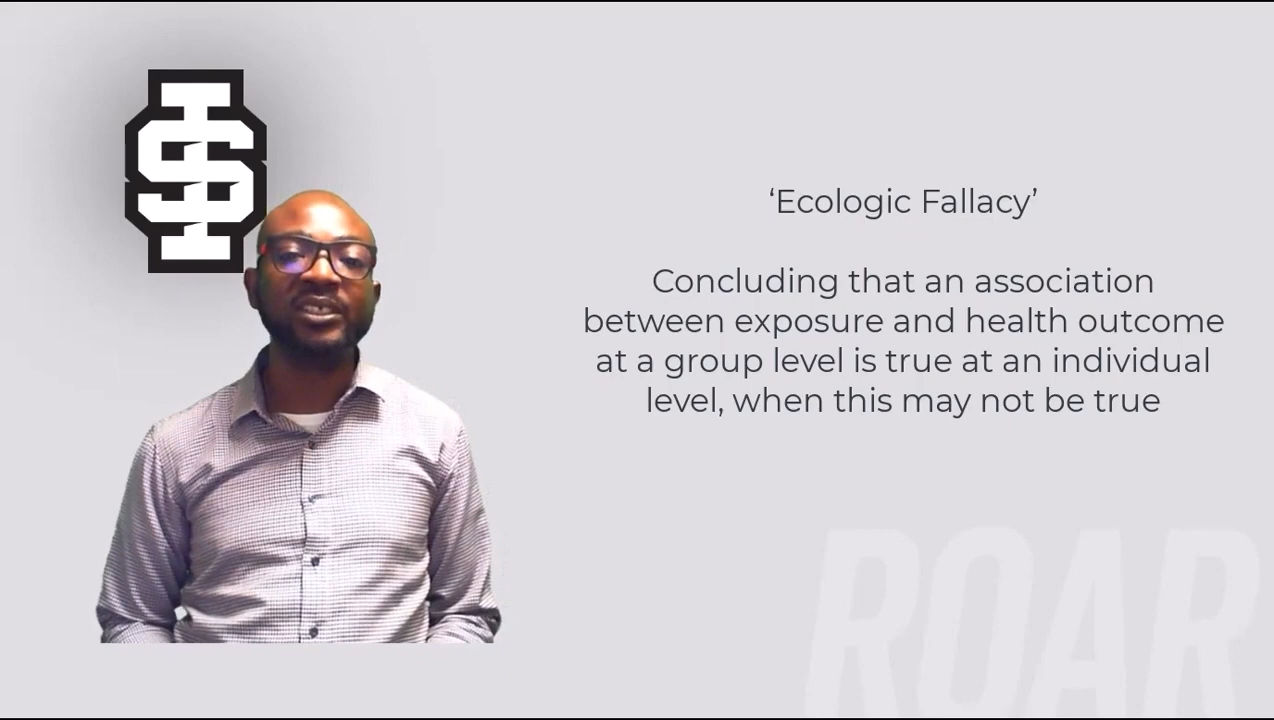 IS
‘Ecologic Fallacy’
Concluding that an association
between exposure and health outcome
at a group level is true at an individual
level, when this may not be true
ROAR